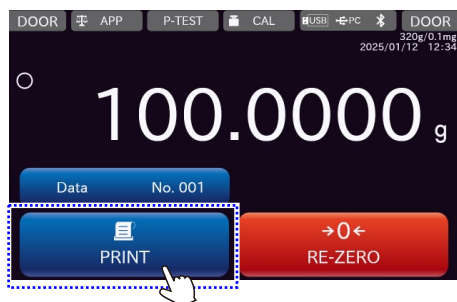 DOOR APP P-TEST CAL USB PC DOOR
320g/0.1mg
2025/01/12 12:34
100.0000 g
Data No. 001
PRINT
→0←
RE-ZERO